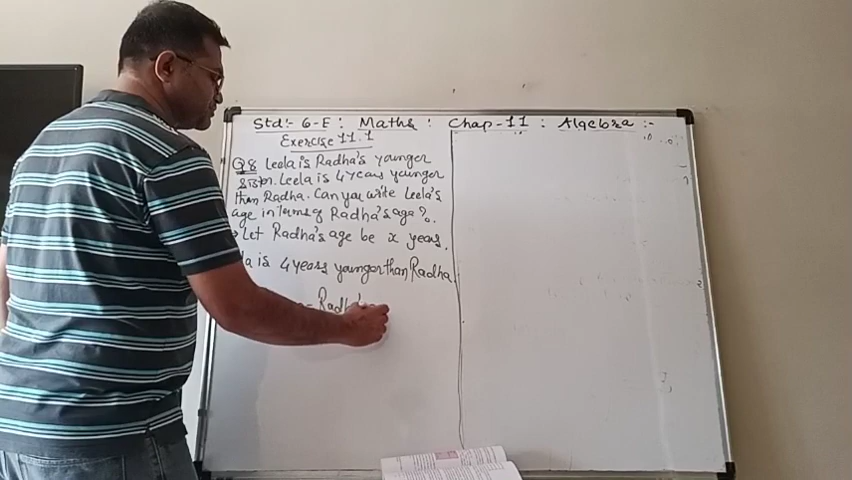 Std:- 6-E : Maths : Chap-11 : Algebra :-
Exercise 11.1
Q8 Leela is Radha's younger
sister. Leela is 4 years younger
than Radha. Can you write Leela's
age in terms of Radha's age?
Let Radha's age be x years.
la is 4 years younger than Radha.
= Radha's